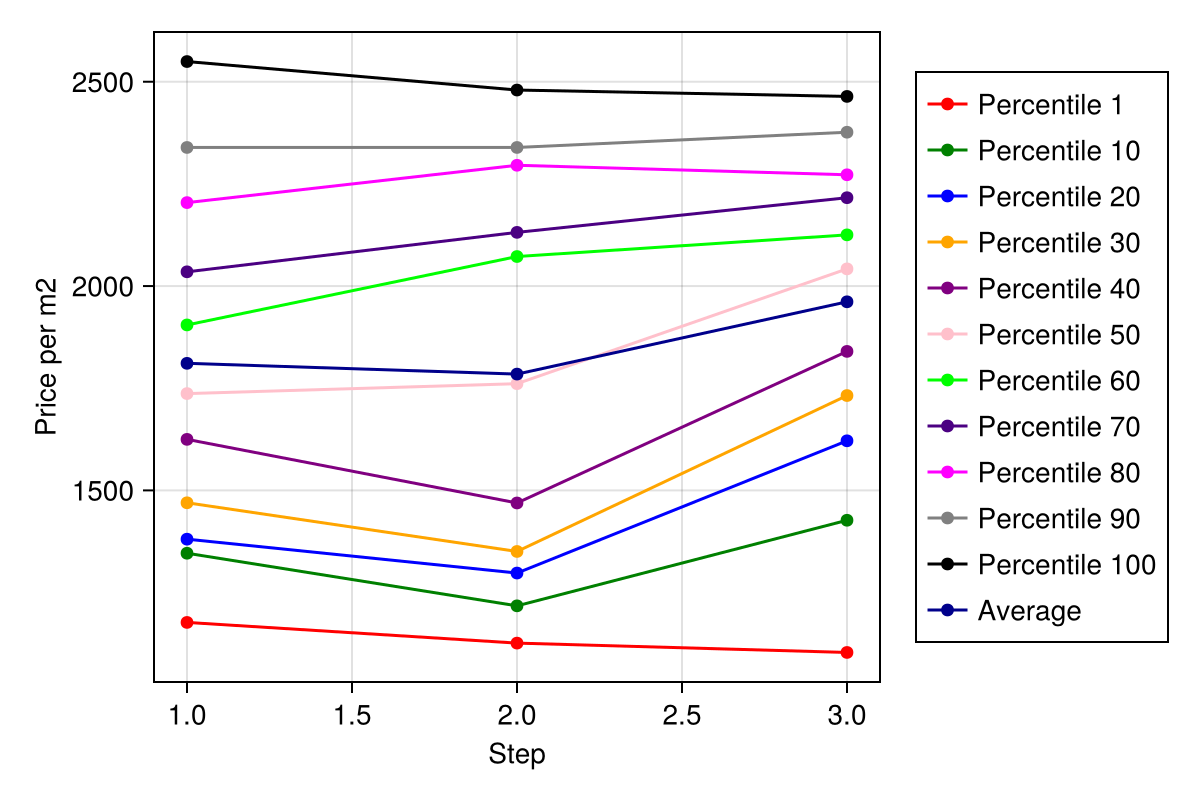 2500
2000
1500
Price per m2
1.0 1.5 2.0 2.5 3.0
Step
Percentile 1
Percentile 10
Percentile 20
Percentile 30
Percentile 40
Percentile 50
Percentile 60
Percentile 70
Percentile 80
Percentile 90
Percentile 100
Average